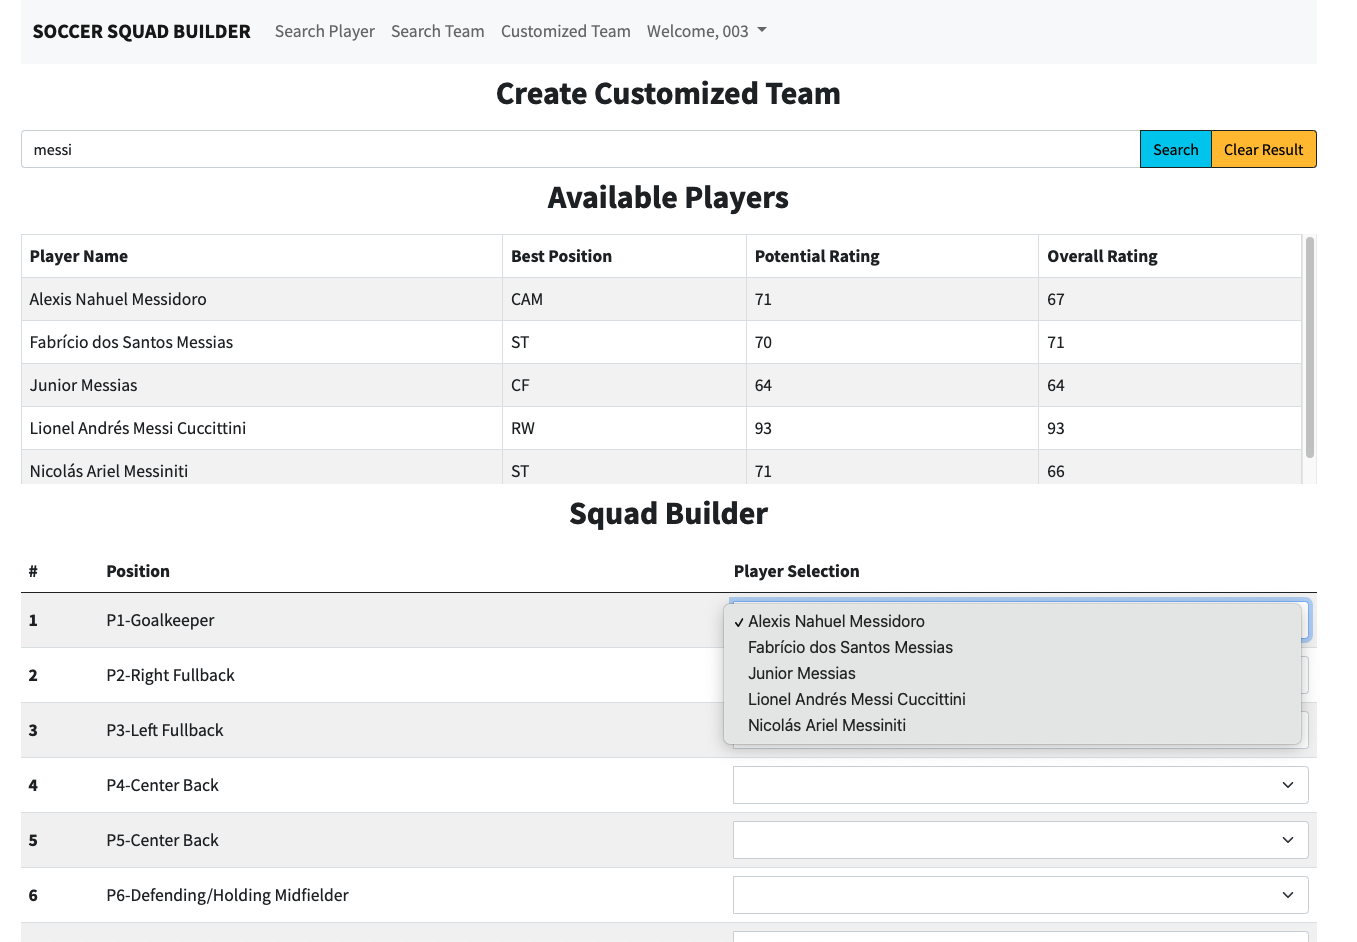 SOCCER SQUAD BUILDER Search Player Search Team Customized Team Welcome, 003
Create Customized Team
messi Search Clear Result
Available Players
Player Name Best Position Potential Rating Overall Rating
Alexis Nahuel Messidoro CAM 71 67
Fabrício dos Santos Messias ST 70 71
Junior Messias CF 64 64
Lionel Andrés Messi Cuccittini RW 93 93
Nicolás Ariel Messiniti ST 71 66
Squad Builder
# Position Player Selection
1 P1-Goalkeeper
✓ Alexis Nahuel Messidoro
Fabrício dos Santos Messias
2 P2-Right Fullback
Junior Messias
Lionel Andrés Messi Cuccittini
3 P3-Left Fullback
Nicolás Ariel Messiniti
4 P4-Center Back
5 P5-Center Back
6 P6-Defending/Holding Midfielder